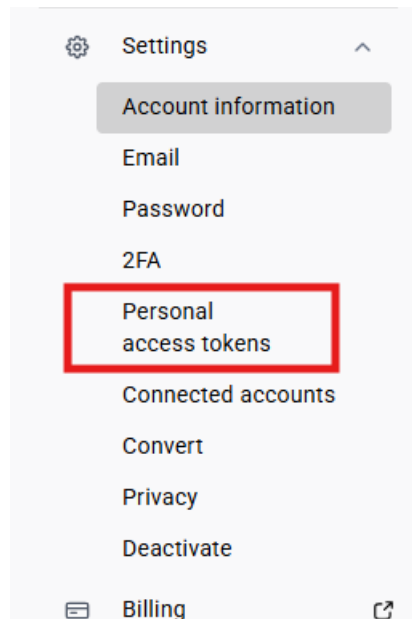 Settings
Account information
Email
Password
2FA
Personal
access tokens
Connected accounts
Convert
Privacy
Deactivate
Billing